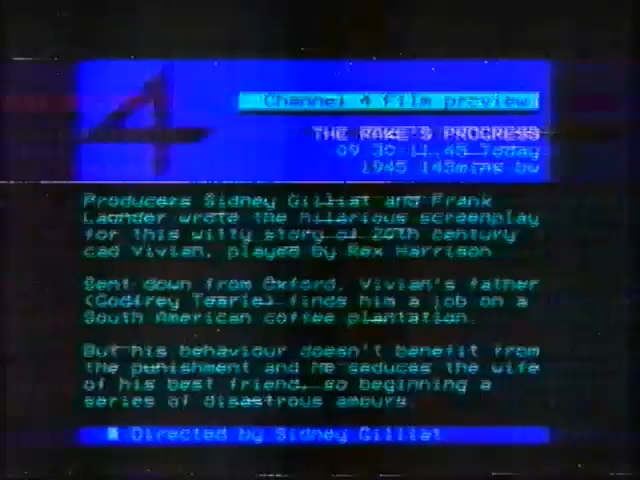 4
Channel 4 Film preview
THE RAKE'S PROGRESS
09 30 11.45 Today
1945 145mins bw
Producers Sidney Gilliat and Frank
Launder wrote the hilarious screenplay
for this witty story of 20th century
cad Vivian, played by Rex Harrison
Sent down from Oxford, Vivian's father
(Godfrey Tearle) finds him a job on a
South American coffee plantation.
But his behaviour doesn't benefit from
the punishment and he seduces the wife
of his best friend, so beginning a
series of disastrous amours.
Directed by Sidney Gilliat